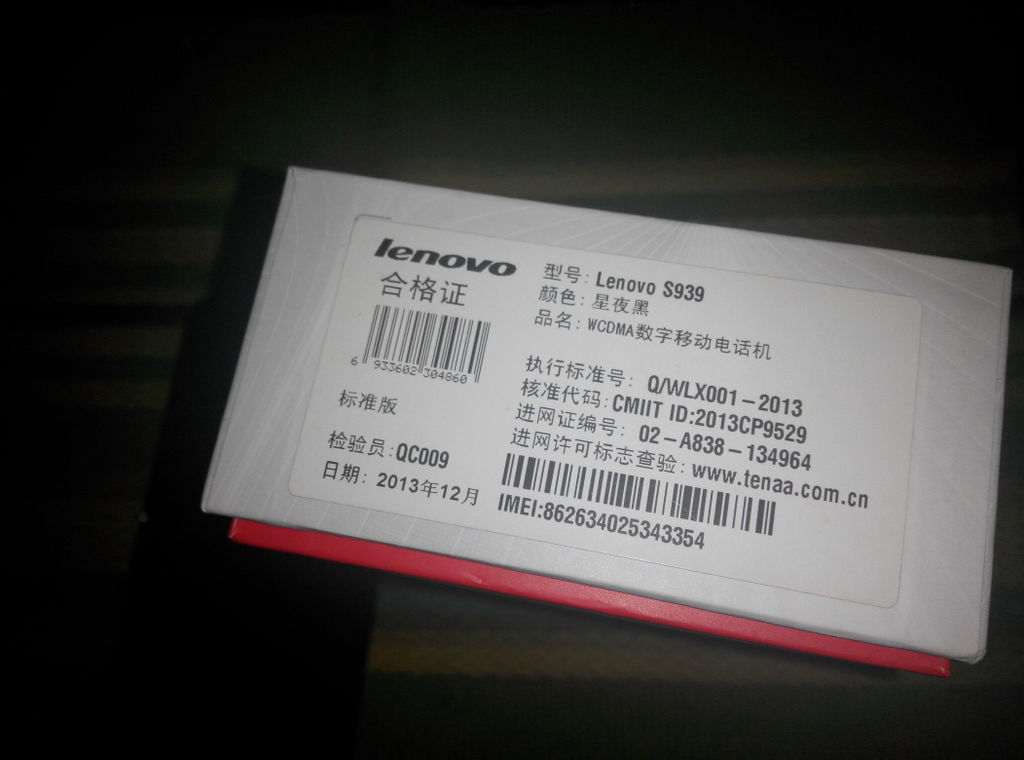 lenovo
合格证
6 933602 304860
标准版
检验员:QC009
日期: 2013年12月
型号: Lenovo S939
颜色: 星夜黑
品名: WCDMA数字移动电话机
执行标准号: Q/WLX001-2013
核准代码:CMIIT ID:2013CP9529
进网证编号: 02-A838-134964
进网许可标志查验: www.tenaa.com.cn
IMEI:862634025343354